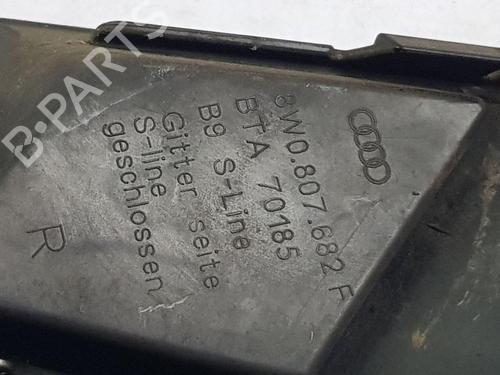 8W0.807.682 F
BTA 70185
B9 S-Line
Gitter seite
S-line
geschlossen
R
B-PARTS